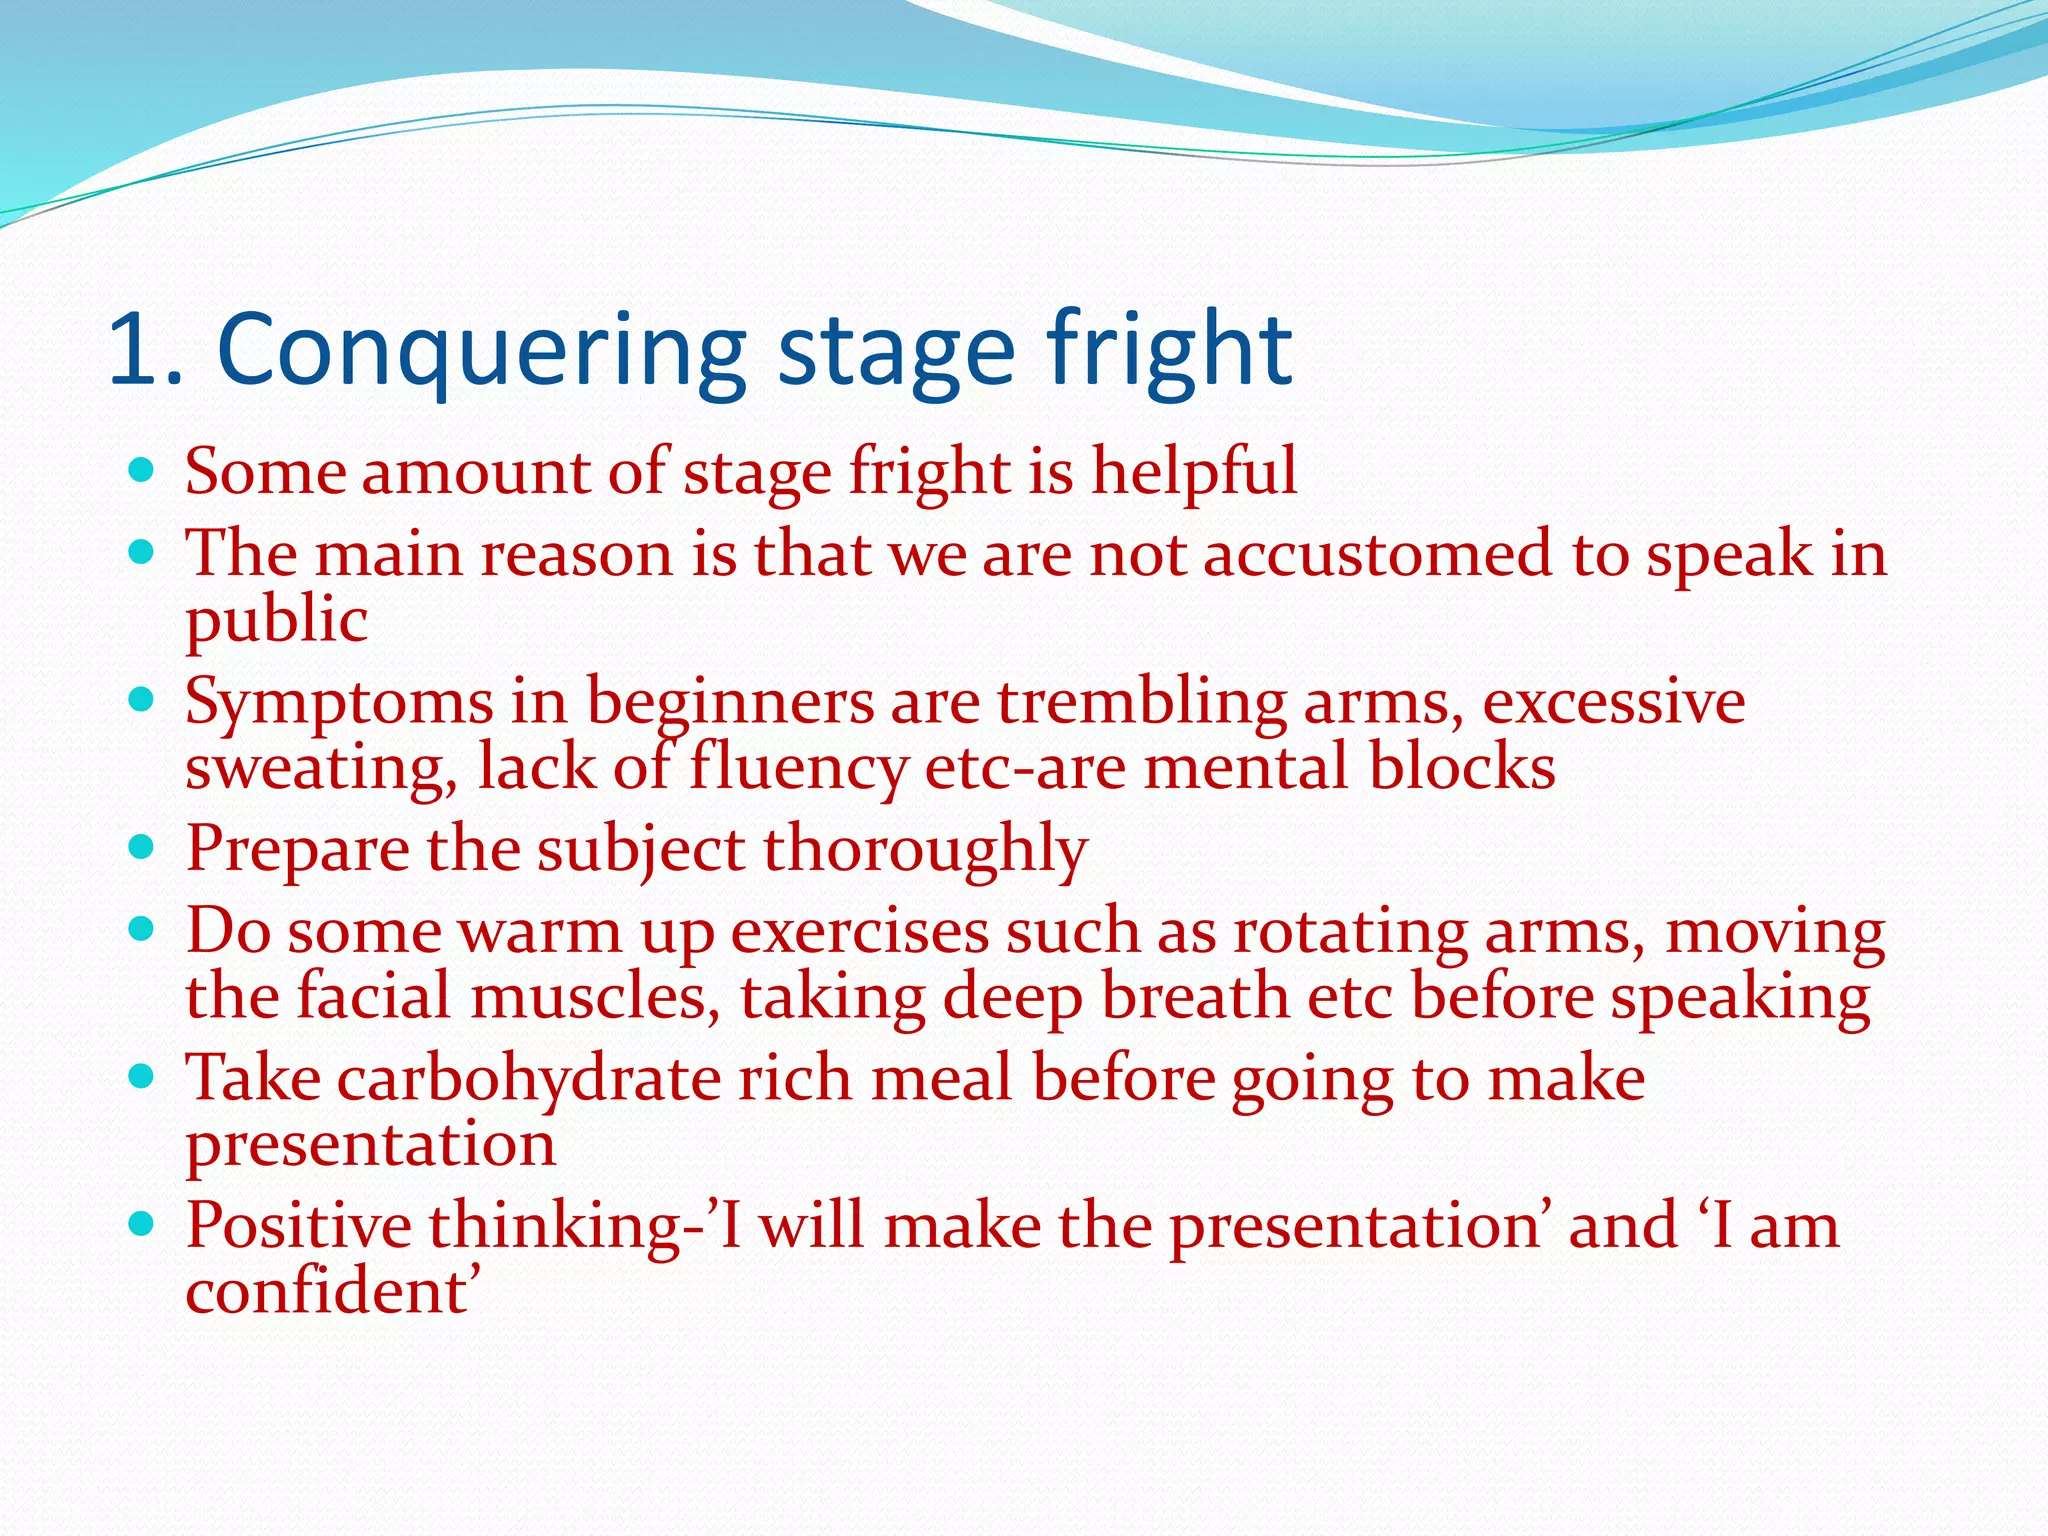 1. Conquering stage fright
• Some amount of stage fright is helpful
• The main reason is that we are not accustomed to speak in
public
• Symptoms in beginners are trembling arms, excessive
sweating, lack of fluency etc-are mental blocks
• Prepare the subject thoroughly
• Do some warm up exercises such as rotating arms, moving
the facial muscles, taking deep breath etc before speaking
• Take carbohydrate rich meal before going to make
presentation
• Positive thinking-’I will make the presentation’ and ‘I am
confident’